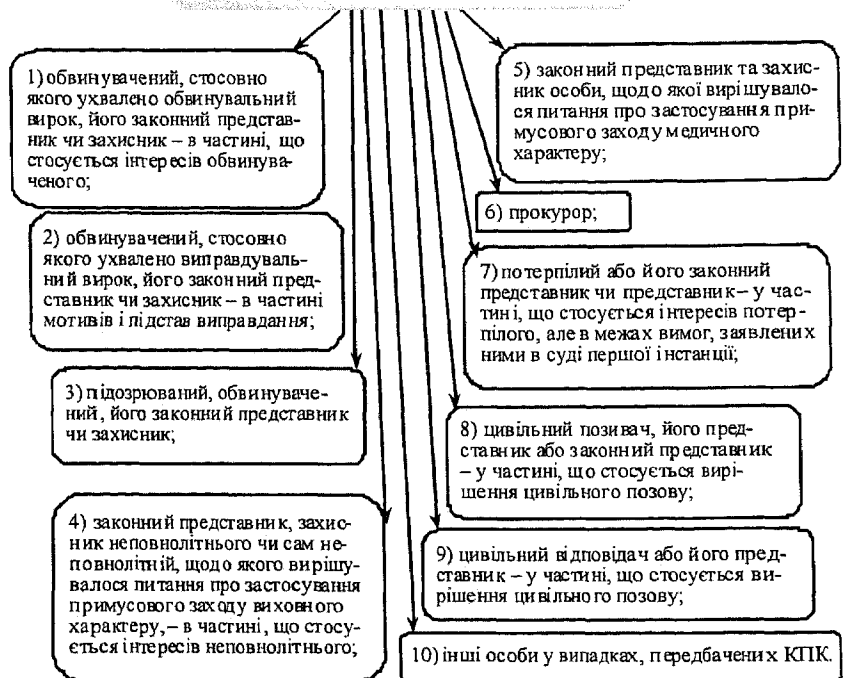 1) обвинувачений, стосовно
якого ухвалено обвинувальний
вирок, його законний представ-
ник чи захисник – в частині, що
стосується інтересів обвинува-
ченого;
2) обвинувачений, стосовно
якого ухвалено виправдуваль-
ний вирок, його законний пред-
ставник чи захисник – в частині
мотивів і підстав виправдання;
3) підозрюваний, обвинуваче-
ний, його законний представник
чи захисник;
4) законний представник, захис-
ник неповнолітнього чи сам не-
повнолітній, щодо якого вирішу-
валося питання про застосування
примусового заходу виховного
характеру,– в частині, що стосу-
ється інтересів неповнолітнього;
5) законний представник та захис-
ник особи, щодо якої вирішувало-
ся питання про застосування при-
мусового заходу медичного
характеру;
6) прокурор;
7) потерпілий або його законний
представник чи представник– у час-
тині, що стосується інтересів потер-
пілого, але в межах вимог, заявлених
ними в суді першої інстанції;
8) цивільний позивач, його пред-
ставник або законний представник
– у частині, що стосується вирі-
шення цивільного позову;
9) цивільний відповідач або його пред-
ставник – у частині, що стосується ви-
рішення цивільного позову;
10) інші особи у випадках, передбачених КПК.